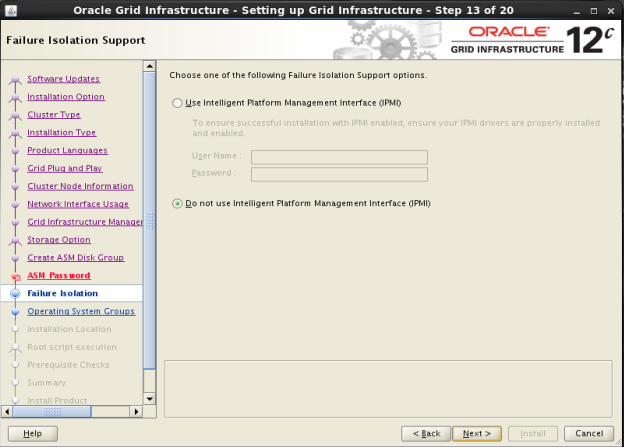 Oracle Grid Infrastructure - Setting up Grid Infrastructure - Step 13 of 20
Failure Isolation Support
ORACLE
GRID INFRASTRUCTURE
12c
Software Updates
Installation Option
Cluster Type
Installation Type
Product Languages
Grid Plug and Play
Cluster Node Information
Network Interface Usage
Grid Infrastructure Manager
Storage Option
Create ASM Disk Group
ASM Password
Failure Isolation
Operating System Groups
Installation Location
Root script execution
Prerequisite Checks
Summary
Install Product
Choose one of the following Failure Isolation Support options.
Use Intelligent Platform Management Interface (IPMI)
To ensure successful installation with IPMI enabled, ensure your IPMI drivers are properly installed
and enabled.
User Name :
Password :
Do not use Intelligent Platform Management Interface (IPMI)
Help
< Back
Next >
Install
Cancel